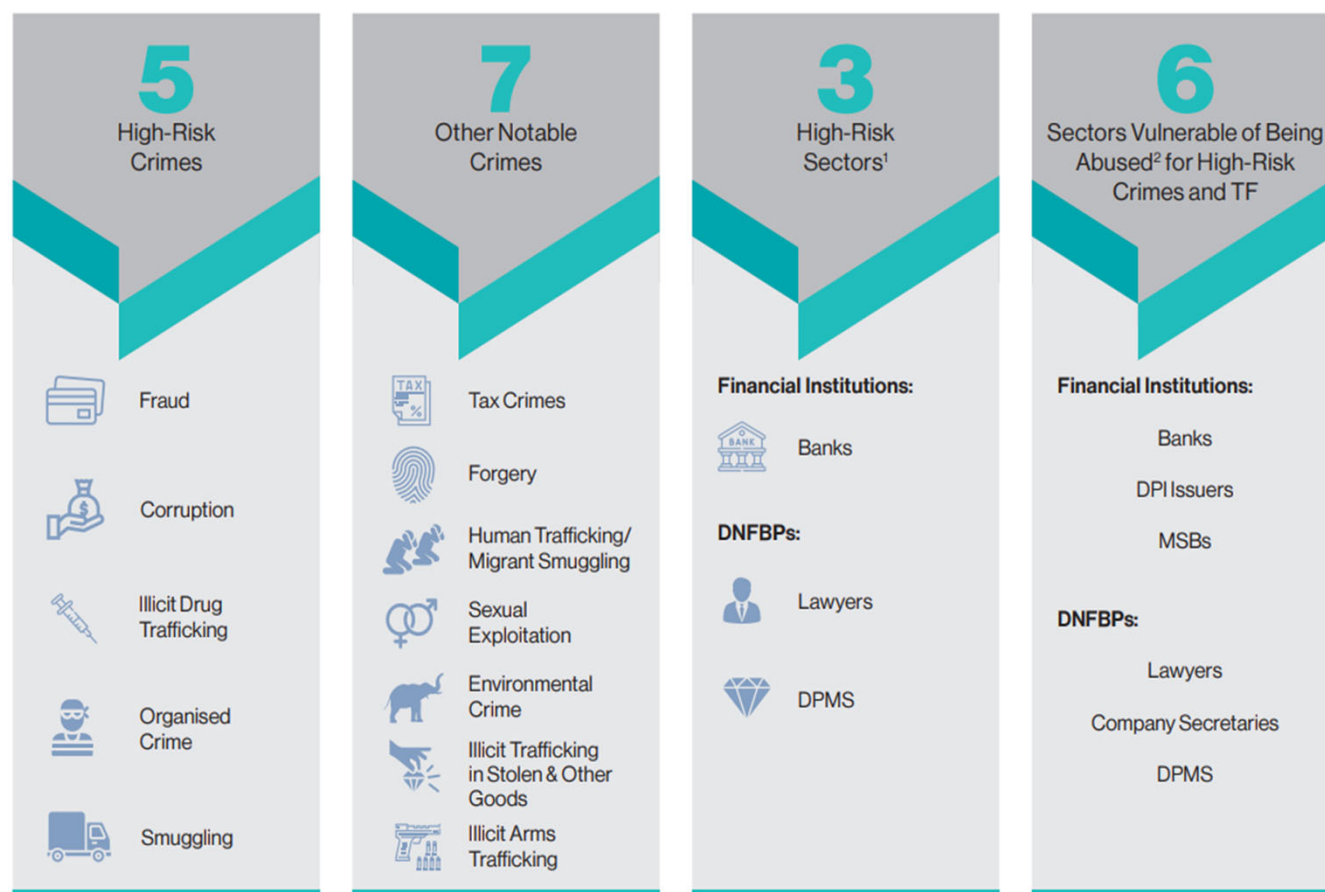 5
High-Risk
Crimes
Fraud
Corruption
Illicit Drug
Trafficking
Organised
Crime
Smuggling
7
Other Notable
Crimes
TAX
%
Tax Crimes
Forgery
Human Trafficking/
Migrant Smuggling
Sexual
Exploitation
Environmental
Crime
Illicit Trafficking
in Stolen & Other
Goods
Illicit Arms
Trafficking
3
High-Risk
Sectors¹
Financial Institutions:
BANK
Banks
DNFBPs:
Lawyers
DPMS
6
Sectors Vulnerable of Being
Abused² for High-Risk
Crimes and TF
Financial Institutions:
Banks
DPI Issuers
MSBs
DNFBPs:
Lawyers
Company Secretaries
DPMS